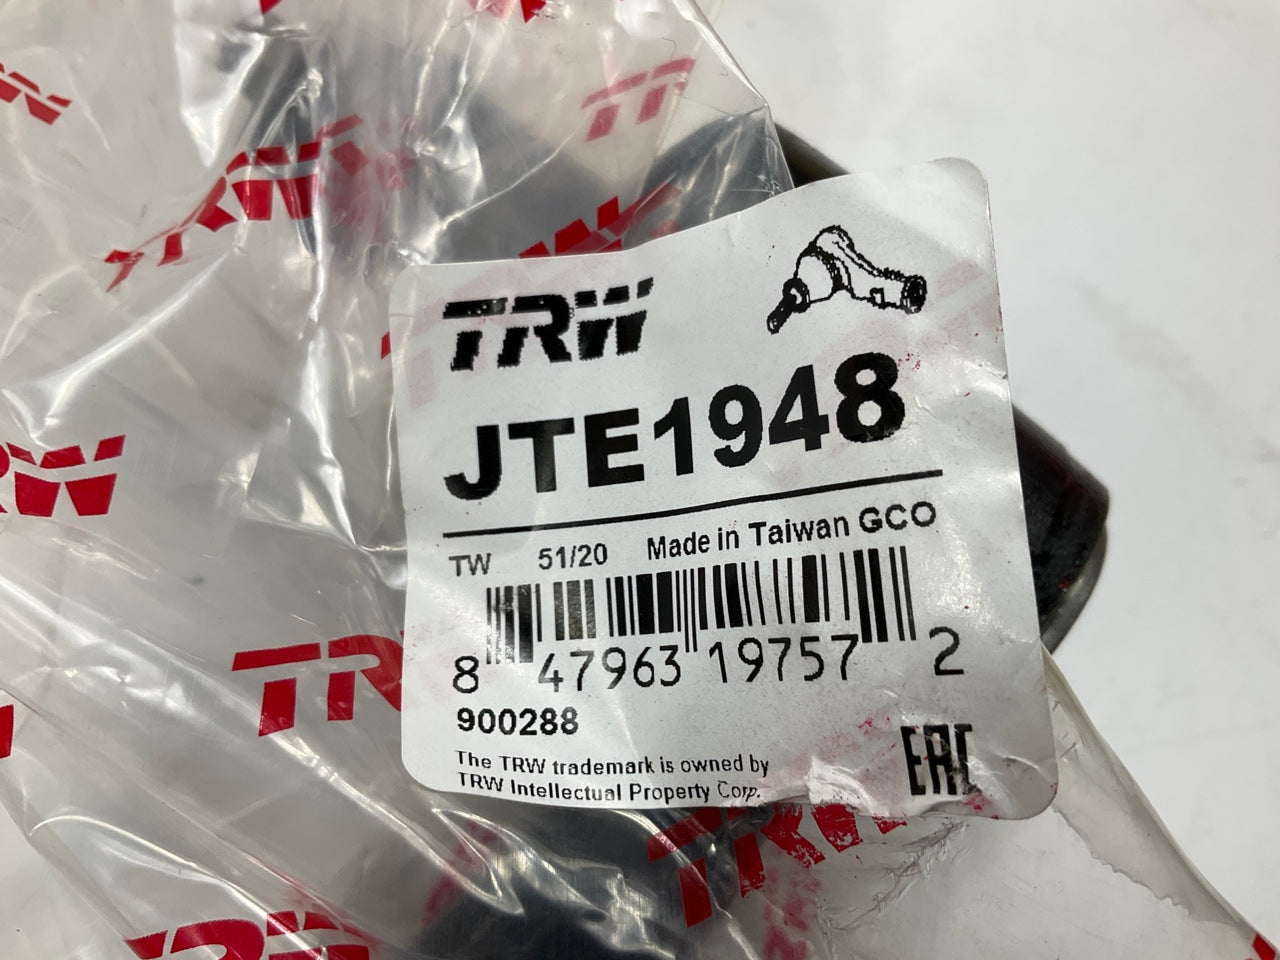 TRW
JTE1948
TW 51/20 Made in Taiwan GCO
8 47963 19757 2
900288
The TRW trademark is owned by
TRW Intellectual Property Corp.
EAC
TRW
TRW
TRW
TRW
TRW